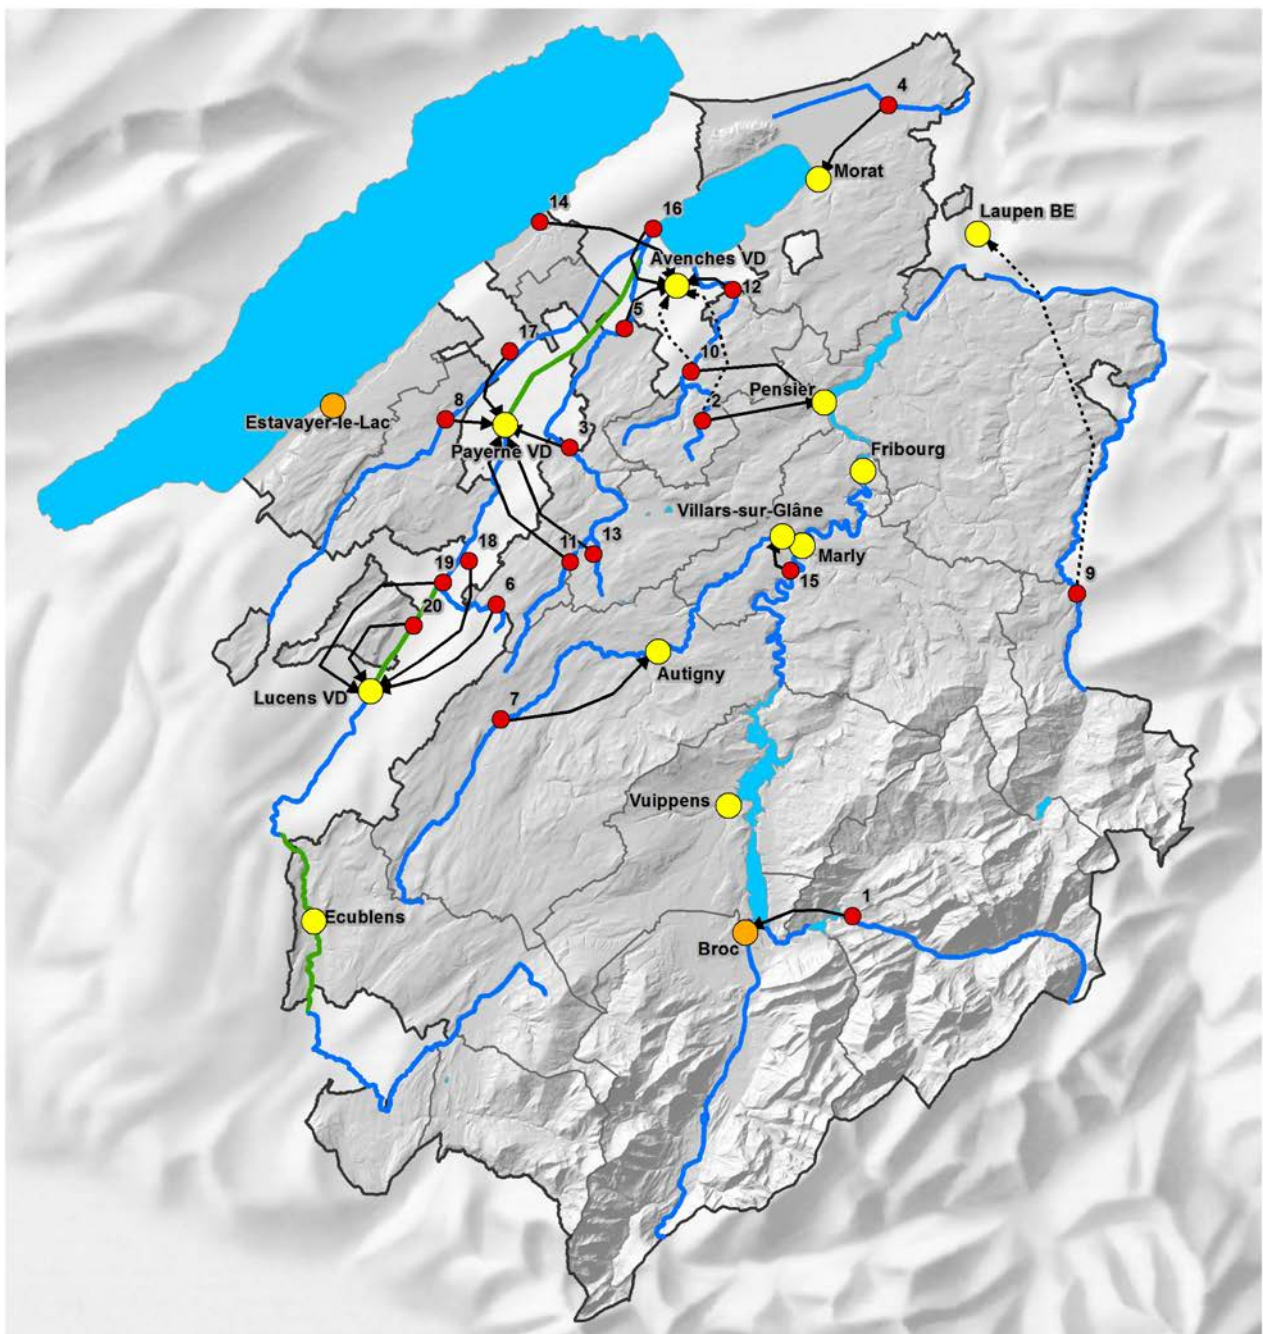 4
Morat
14
16
Laupen BE
Avenches VD
12
5
17
10
Pensier
8
2
Estavayer-le-Lac
3
Payerne VD
Fribourg
Villars-sur-Glâne
18
11
13
Marly
19
15
9
6
20
Autigny
Lucens VD
7
Vuippens
1
Ecublens
Broc